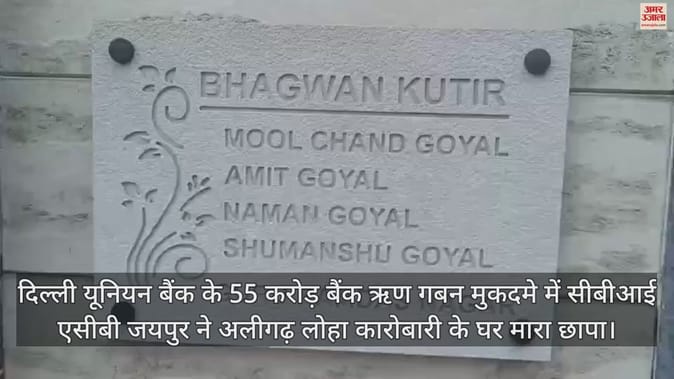 अमर उजाला
BHAGWAN KUTIR
MOOL CHAND GOYAL
AMIT GOYAL
NAMAN GOYAL
SHUMANSHU GOYAL
दिल्ली यूनियन बैंक के 55 करोड़ बैंक ऋण गबन मुकदमे में सीबीआई
एसीबी जयपुर ने अलीगढ़ लोहा कारोबारी के घर मारा छापा।